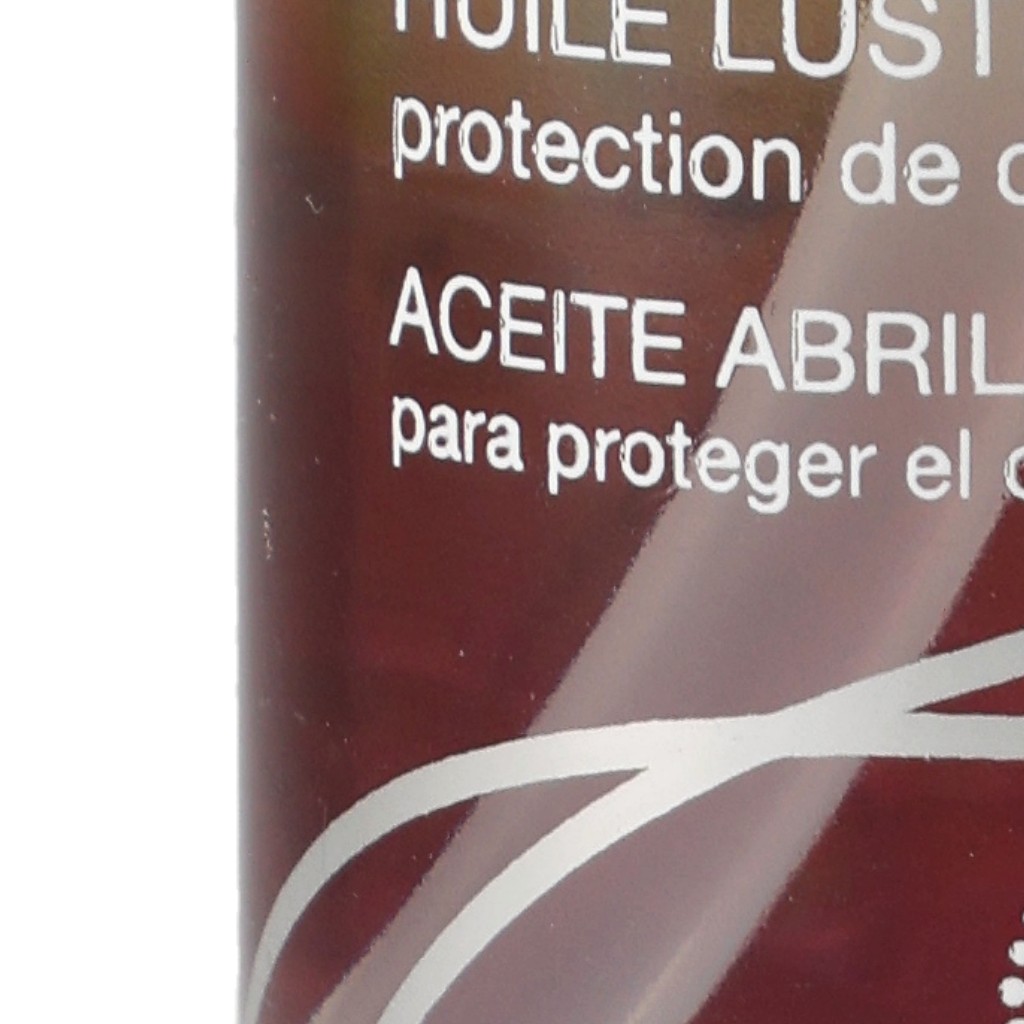 HUILE LUST
protection de c
ACEITE ABRIL
para proteger el c